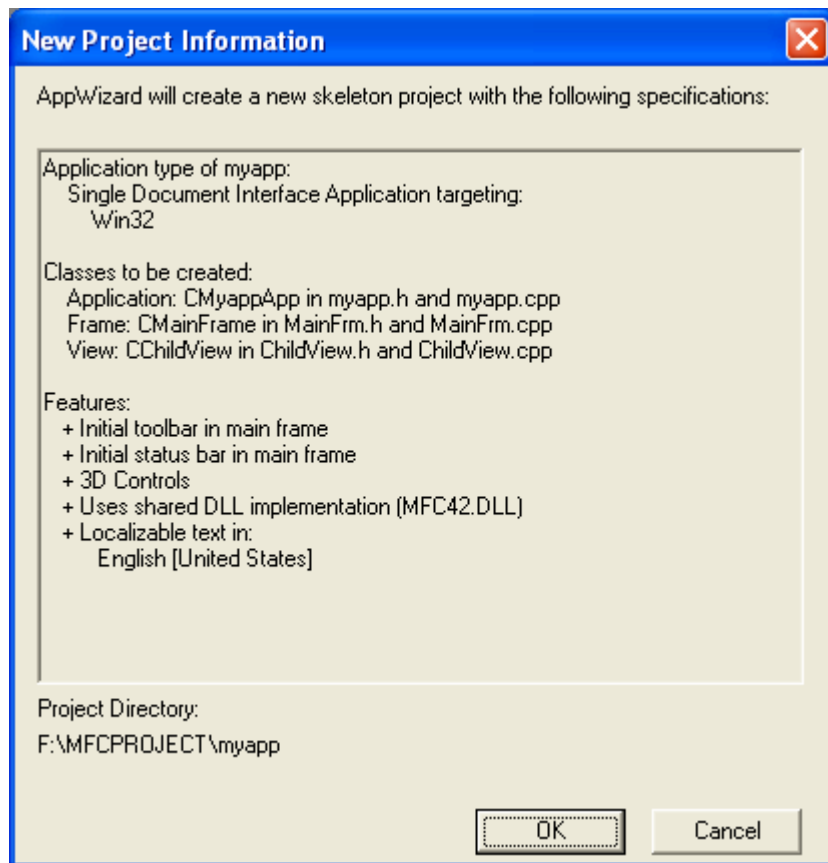 New Project Information
AppWizard will create a new skeleton project with the following specifications:
Application type of myapp:
Single Document Interface Application targeting:
Win32
Classes to be created:
Application: CMyappApp in myapp.h and myapp.cpp
Frame: CMainFrame in MainFrm.h and MainFrm.cpp
View: CChildView in ChildView.h and ChildView.cpp
Features:
+ Initial toolbar in main frame
+ Initial status bar in main frame
+ 3D Controls
+ Uses shared DLL implementation (MFC42.DLL)
+ Localizable text in:
English [United States]
Project Directory:
F:\MFCPROJECT\myapp
OK Cancel